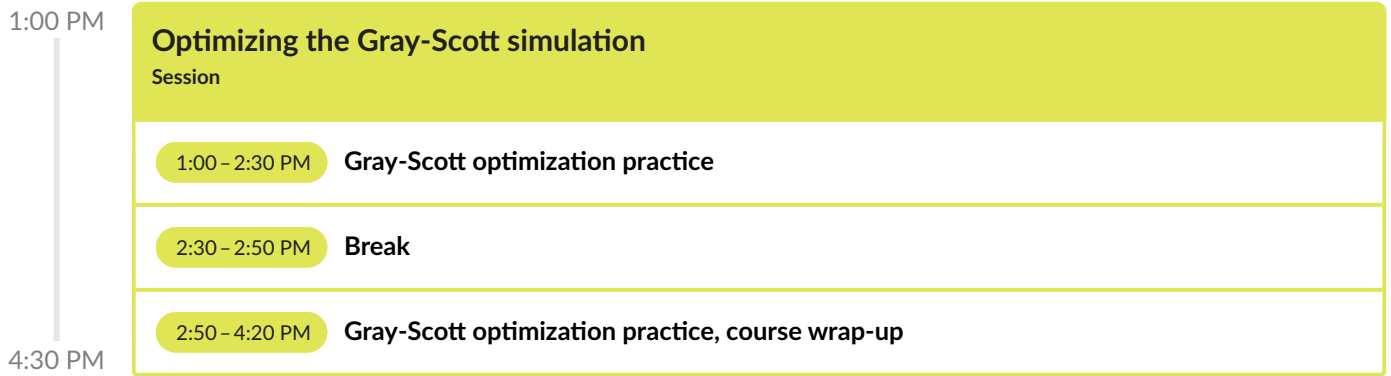 1:00 PM
Optimizing the Gray-Scott simulation
Session
1:00 – 2:30 PM Gray-Scott optimization practice
2:30 – 2:50 PM Break
2:50 – 4:20 PM Gray-Scott optimization practice, course wrap-up
4:30 PM